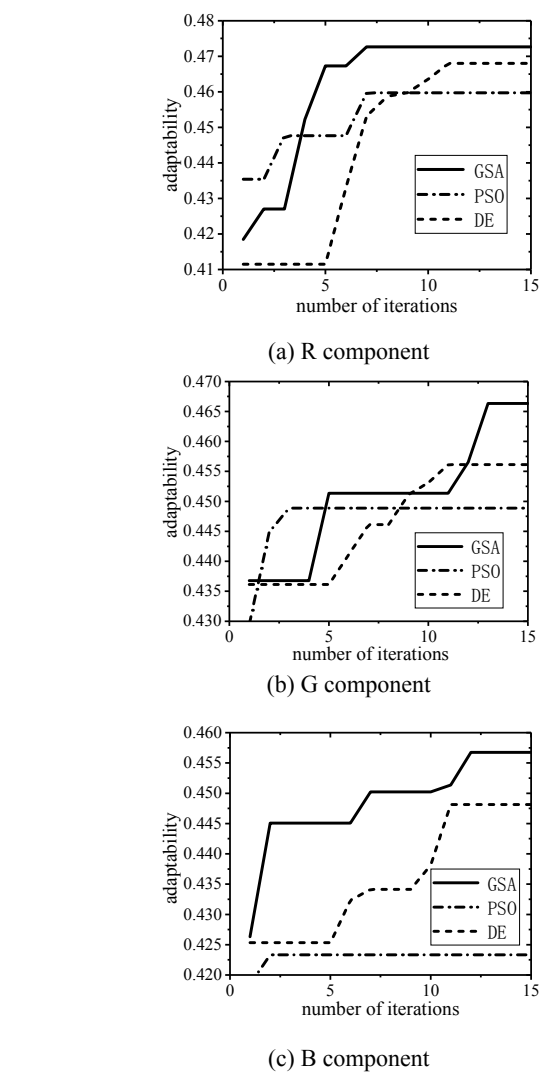 0.48
0.47
0.46
0.45
0.44
0.43
0.42
0.41
adaptability
GSA
PSO
DE
0 5 10 15
number of iterations
(a) R component
0.470
0.465
0.460
0.455
0.450
0.445
0.440
0.435
0.430
adaptability
GSA
PSO
DE
0 5 10 15
number of iterations
(b) G component
0.460
0.455
0.450
0.445
0.440
0.435
0.430
0.425
0.420
adaptability
GSA
PSO
DE
0 5 10 15
number of iterations
(c) B component